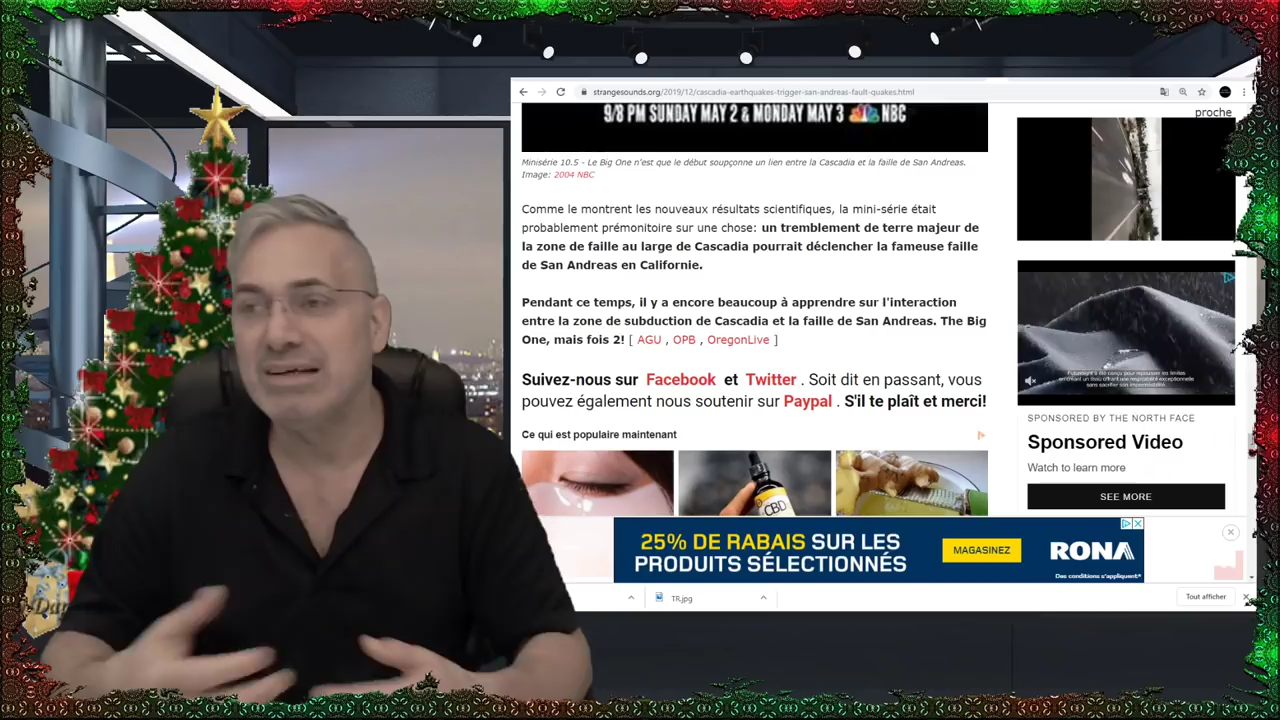 strangesounds.org/2019/12/cascadia-earthquakes-trigger-san-andreas-fault-quakes.html
proche
9/8 PM SUNDAY MAY 2 & MONDAY MAY 3 NBC
Minisérie 10.5 - Le Big One n'est que le début soupçonne un lien entre la Cascadia et la faille de San Andreas.
Image: 2004 NBC
Comme le montrent les nouveaux résultats scientifiques, la mini-série était
probablement prémonitoire sur une chose: un tremblement de terre majeur de
la zone de faille au large de Cascadia pourrait déclencher la fameuse faille
de San Andreas en Californie.
Pendant ce temps, il y a encore beaucoup à apprendre sur l'interaction
entre la zone de subduction de Cascadia et la faille de San Andreas. The Big
One, mais fois 2! [ AGU , OPB , OregonLive ]
Suivez-nous sur Facebook et Twitter . Soit dit en passant, vous
pouvez également nous soutenir sur Paypal . S'il te plaît et merci!
Ce qui est populaire maintenant
CBD
SPONSORED BY THE NORTH FACE
Sponsored Video
Watch to learn more
SEE MORE
25% DE RABAIS SUR LES
PRODUITS SÉLECTIONNÉS
MAGASINEZ
RONA
Des conditions s'appliquent*
TR.jpg
Tout afficher